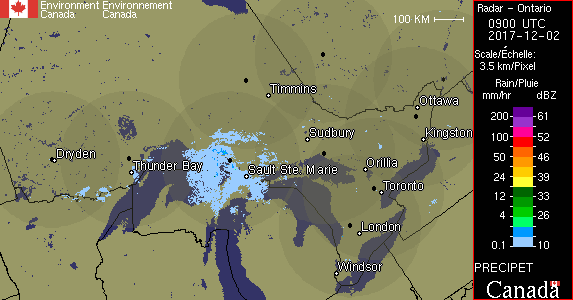 Environment Environnement
Canada Canada
Radar - Ontario
0900 UTC
2017-12-02
100 KM
Scale/Échelle:
3.5 km/Pixel
Rain/Pluie
mm/hr dBZ
200 61
100 52
50 46
24 39
12 33
4 26
0.1 10
PRECIPET
Canada
Timmins
Ottawa
Sudbury
Kingston
Dryden
Thunder Bay
Sault Ste. Marie
Orillia
Toronto
London
Windsor